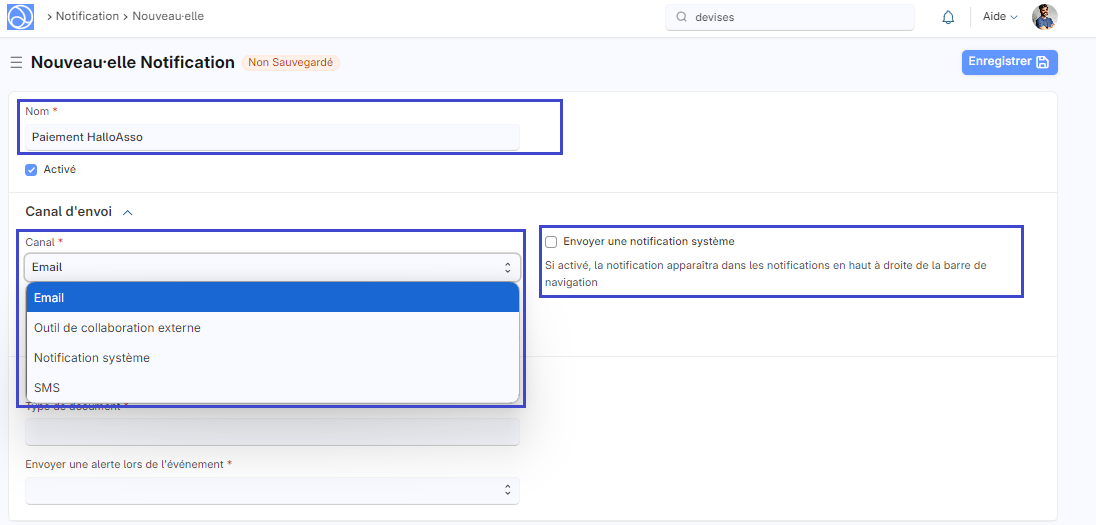 Notification
Nouveau·elle
devises
Aide
Nouveau·elle Notification
Non Sauvegardé
Enregistrer
Nom *
Paiement HalloAsso
Activé
Canal d'envoi
Canal *
Email
Envoyer une notification système
Si activé, la notification apparaîtra dans les notifications en haut à droite de la barre de
navigation
Email
Outil de collaboration externe
Notification système
SMS
Type de document *
Envoyer une alerte lors de l'événement *